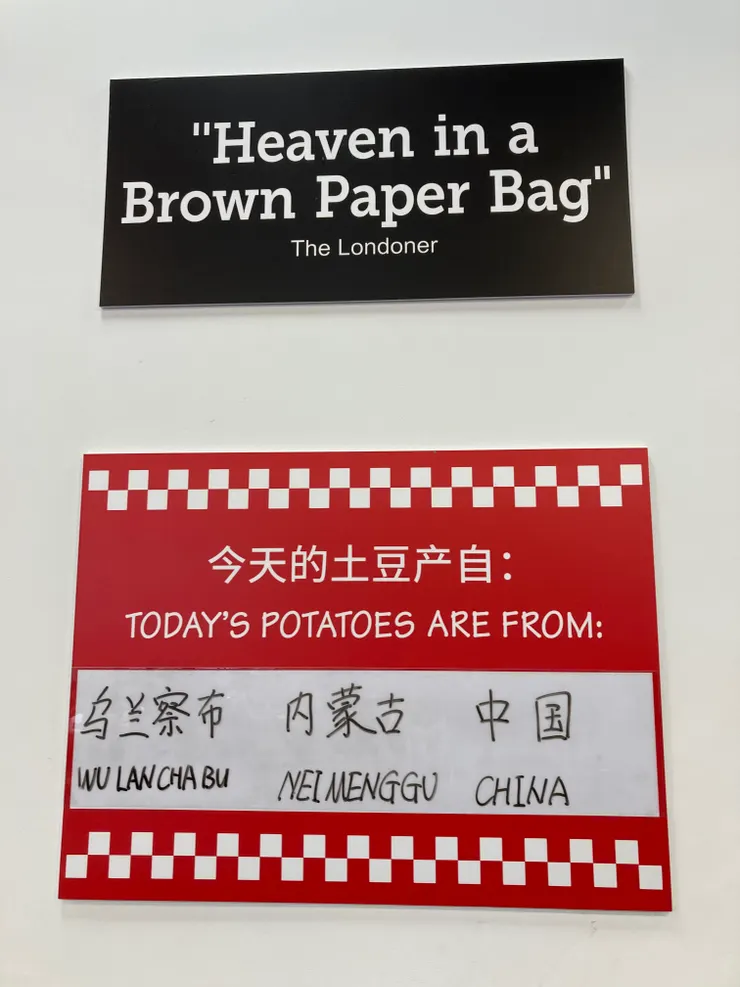 "Heaven in a
Brown Paper Bag"
The Londoner
今天的土豆产自：
TODAY'S POTATOES ARE FROM:
乌兰察布 内蒙古 中国
WU LAN CHA BU NEI MENGGU CHINA